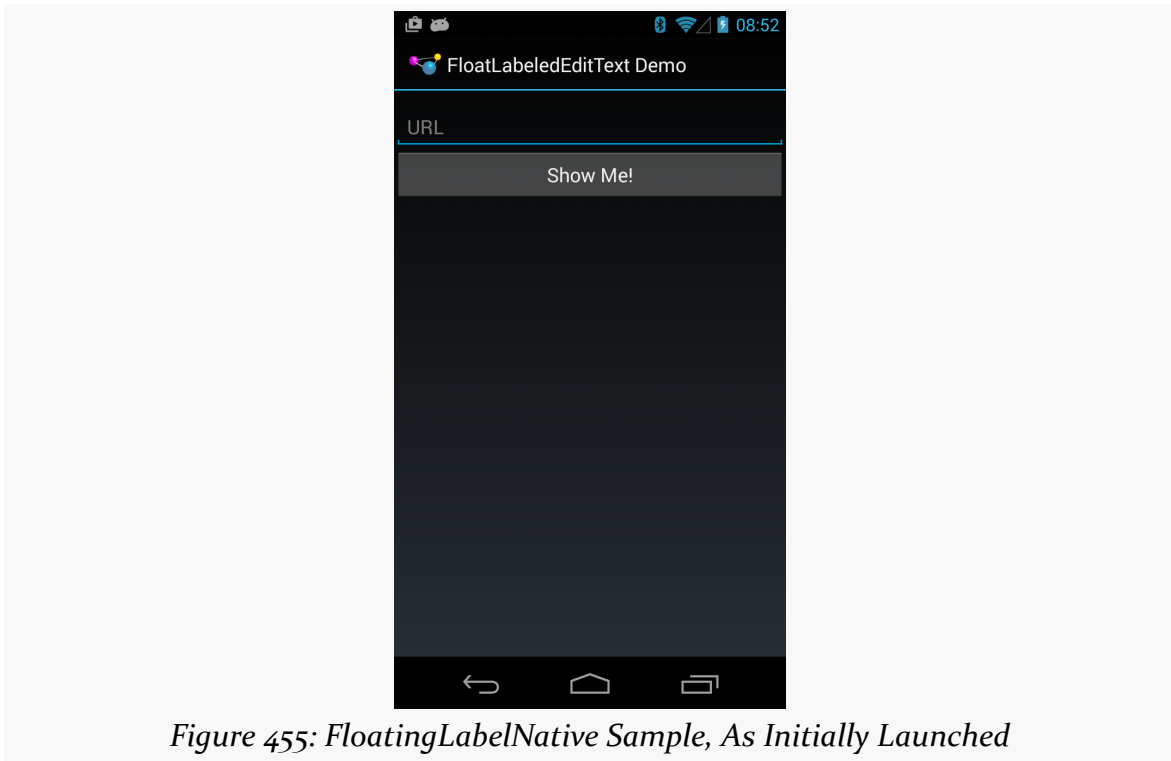 08:52
FloatLabeledEditText Demo
URL
Show Me!
Figure 455: FloatingLabelNative Sample, As Initially Launched